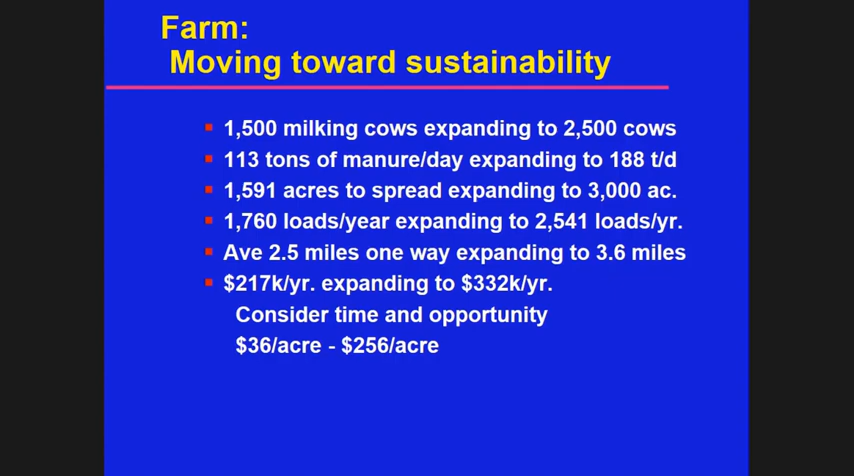 Farm:
Moving toward sustainability
1,500 milking cows expanding to 2,500 cows
113 tons of manure/day expanding to 188 t/d
1,591 acres to spread expanding to 3,000 ac.
1,760 loads/year expanding to 2,541 loads/yr.
Ave 2.5 miles one way expanding to 3.6 miles
$217k/yr. expanding to $332k/yr.
Consider time and opportunity
$36/acre - $256/acre